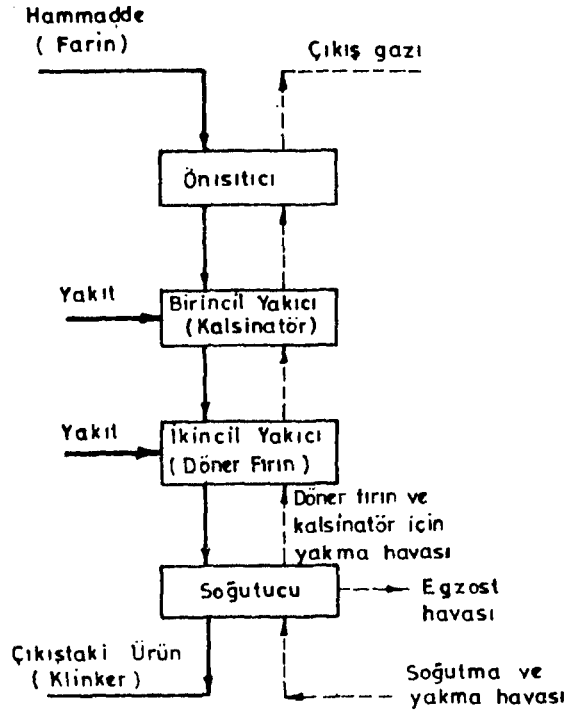 Hammadde
( Farin )
Çıkış gazı
Önısıtıcı
Yakıt
Birincil Yakıcı
(Kalsinatör)
Yakıt
İkincil Yakıcı
(Döner Fırın)
Döner fırın ve
kalsinatör için
yakma havası
Soğutucu
Egzost
havası
Çıkıştaki Ürün
( Klinker)
Soğutma ve
yakma havası